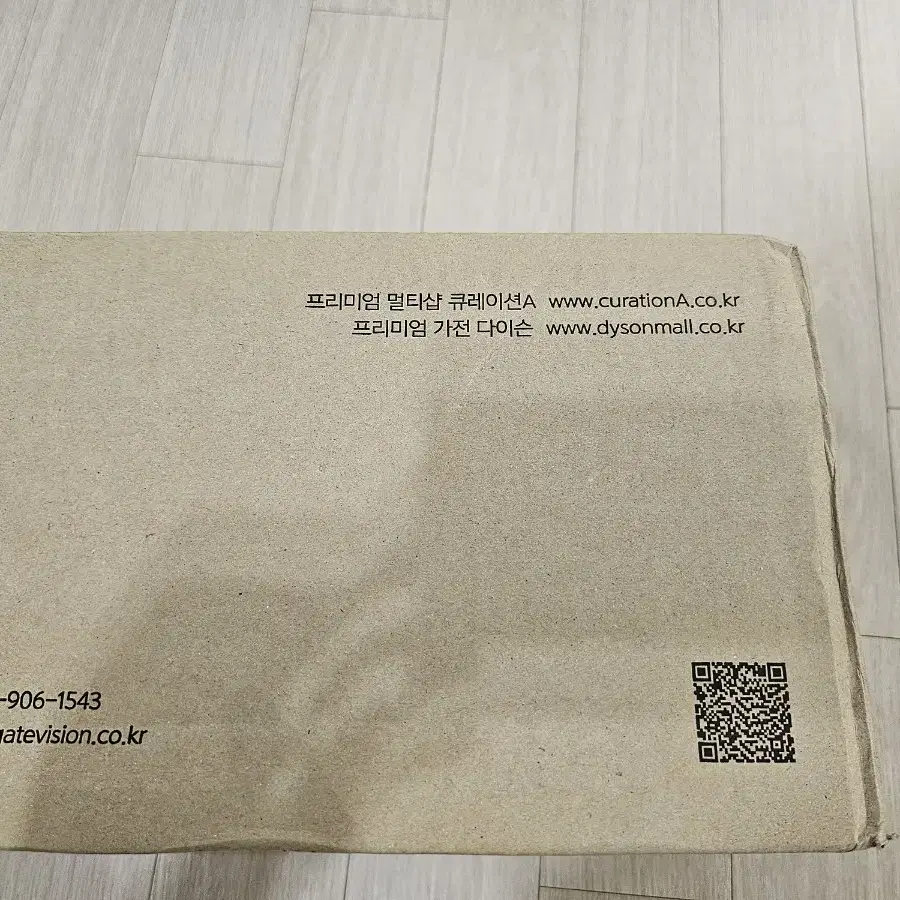 프리미엄 멀티샵 큐레이션A www.curationA.co.kr
프리미엄 가전 다이슨 www.dysonmall.co.kr
-906-1543
gatevision.co.kr